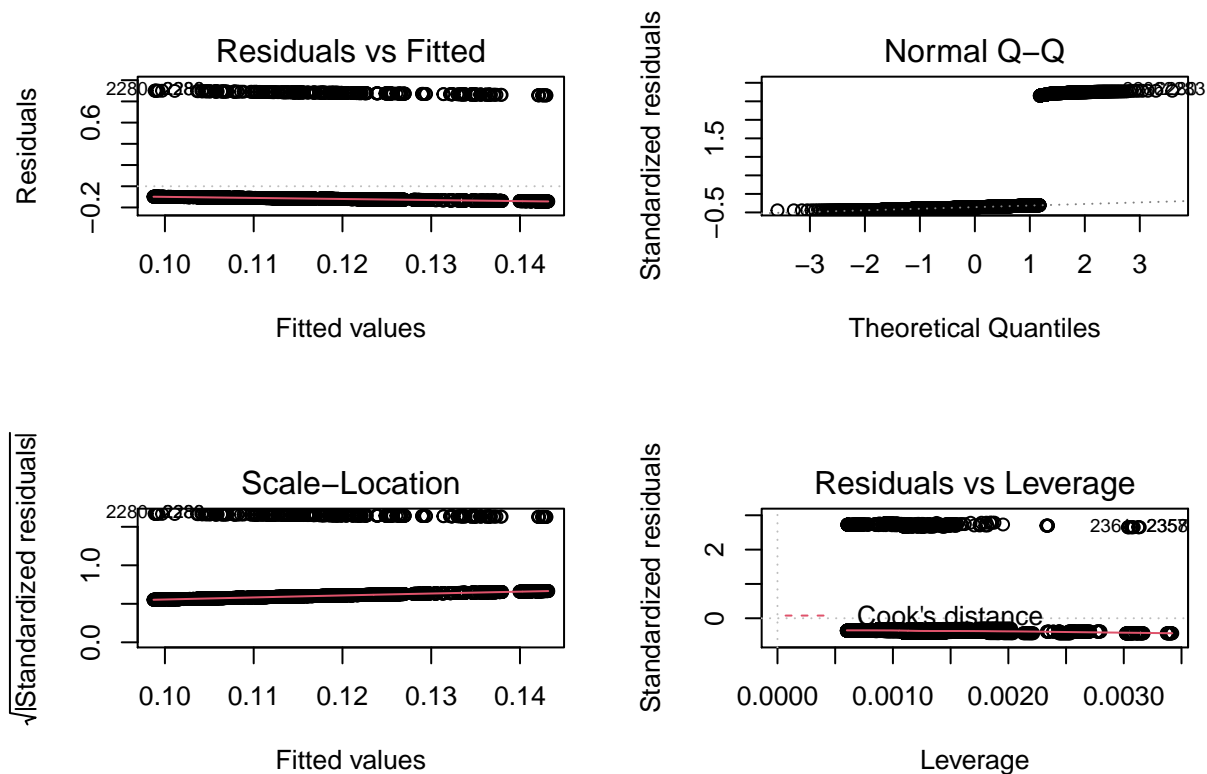 Residuals vs Fitted
Residuals
−0.2 0.6
0.10 0.11 0.12 0.13 0.14
Fitted values
Normal Q−Q
Standardized residuals
−0.5 1.5
−3 −2 −1 0 1 2 3
Theoretical Quantiles
Scale−Location
√|Standardized residuals|
0.0 1.0
2280
0.10 0.11 0.12 0.13 0.14
Fitted values
Residuals vs Leverage
Standardized residuals
0 2
Cook's distance
0.0000 0.0010 0.0020 0.0030
Leverage